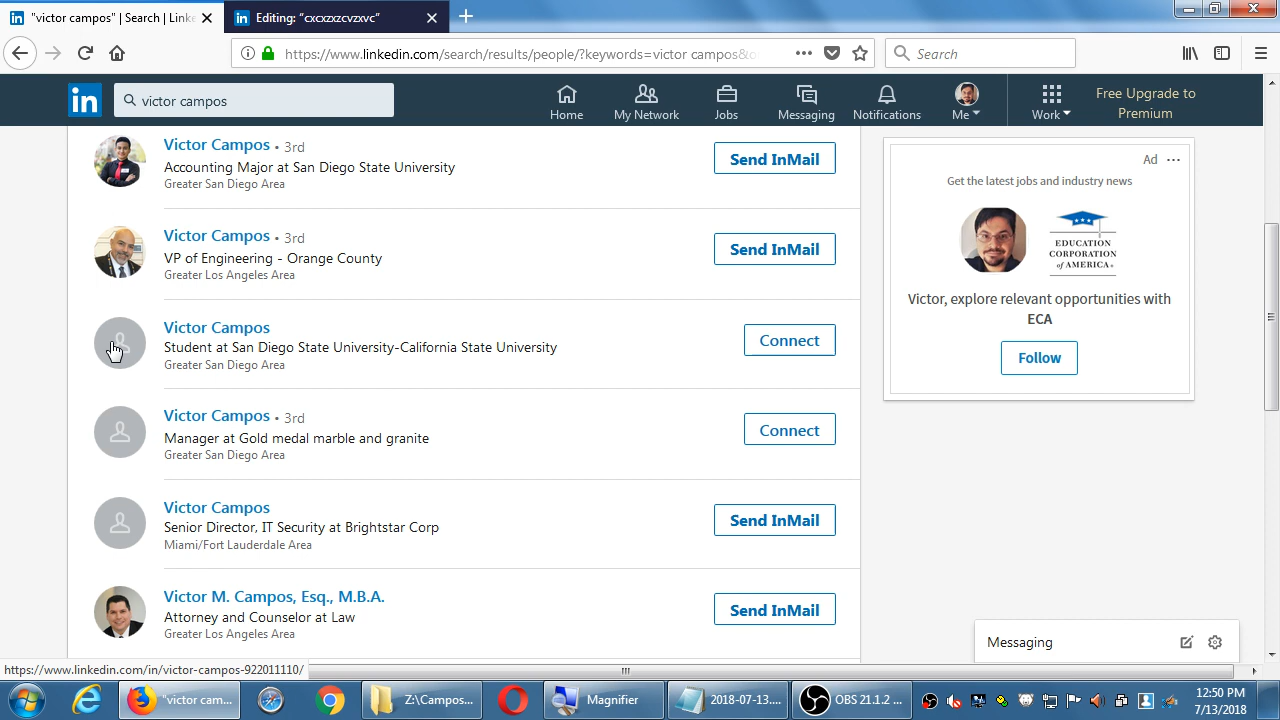 "victor campos" | Search | Linke
Editing: "cxcxzxzcvzxvc"
https://www.linkedin.com/search/results/people/?keywords=victor campos&o
Search
in
victor campos
Home
My Network
Jobs
Messaging
Notifications
Me
Work
Free Upgrade to
Premium
Victor Campos • 3rd
Accounting Major at San Diego State University
Greater San Diego Area
Send InMail
Victor Campos • 3rd
VP of Engineering - Orange County
Greater Los Angeles Area
Send InMail
Victor Campos
Student at San Diego State University-California State University
Greater San Diego Area
Connect
Victor Campos • 3rd
Manager at Gold medal marble and granite
Greater San Diego Area
Connect
Victor Campos
Senior Director, IT Security at Brightstar Corp
Miami/Fort Lauderdale Area
Send InMail
Victor M. Campos, Esq., M.B.A.
Attorney and Counselor at Law
Greater Los Angeles Area
Send InMail
Ad
Get the latest jobs and industry news
EDUCATION
CORPORATION
of AMERICA
Victor, explore relevant opportunities with
ECA
Follow
Messaging
https://www.linkedin.com/in/victor-campos-922011110/
"victor cam...
Z:\Campos...
Magnifier
2018-07-13....
OBS 21.1.2 ...
12:50 PM
7/13/2018